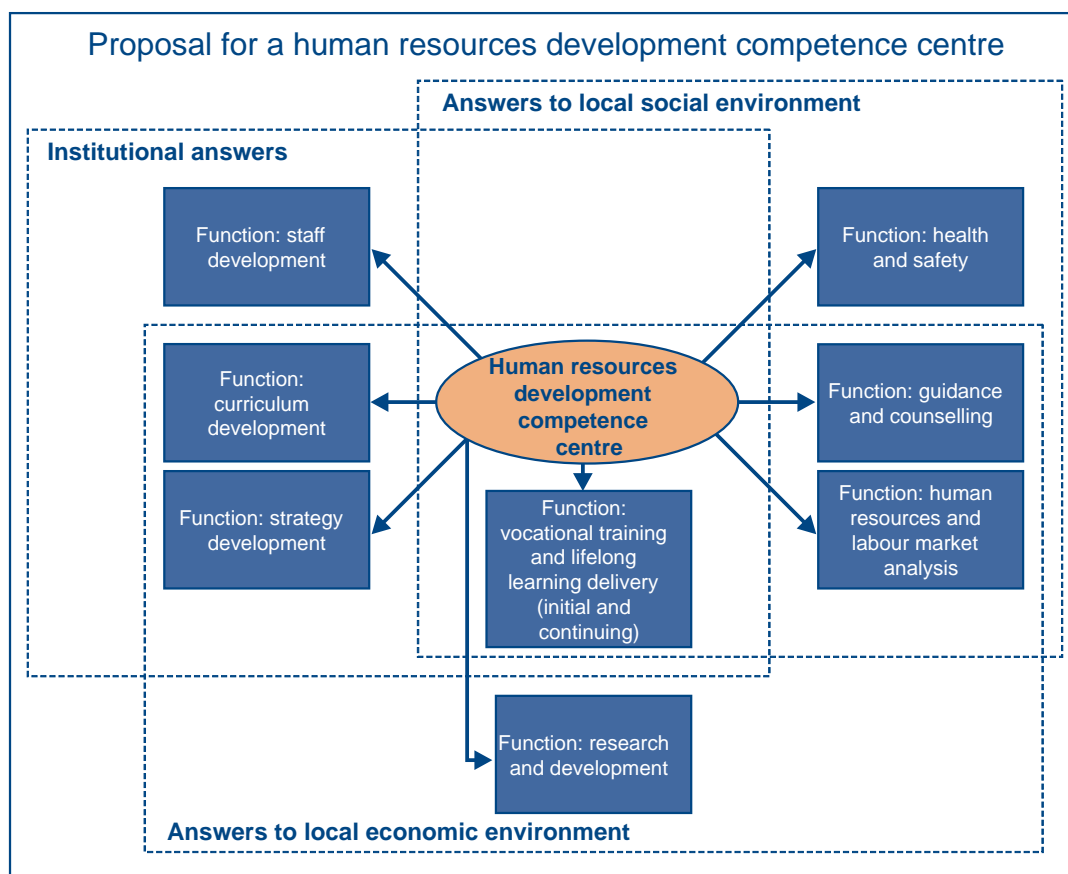 Proposal for a human resources development competence centre
Answers to local social environment
Institutional answers
Function: staff
development
Function: health
and safety
Human resources
development
competence
centre
Function:
curriculum
development
Function: guidance
and counselling
Function: strategy
development
Function:
vocational training
and lifelong
learning delivery
(initial and
continuing)
Function: human
resources and
labour market
analysis
Function: research
and development
Answers to local economic environment